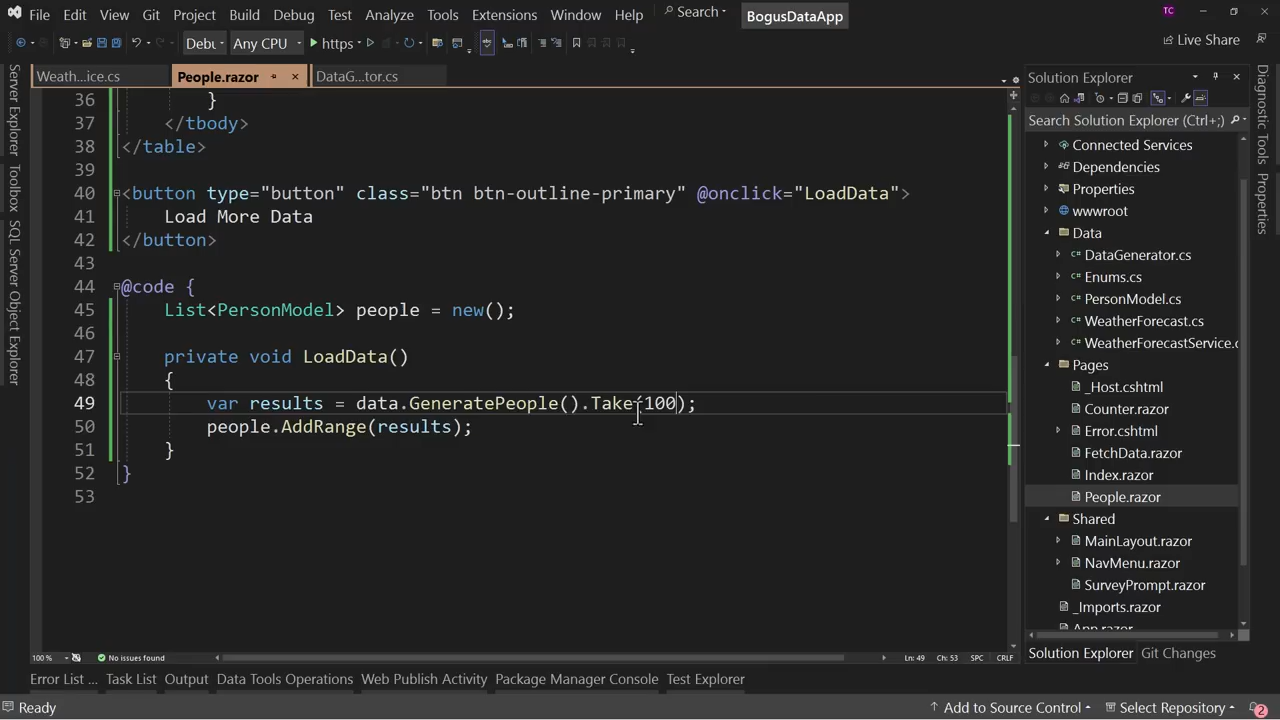 File Edit View Git Project Build Debug Test Analyze Tools Extensions Window Help Search BogusDataApp TC
Debu Any CPU https Live Share
Weath...ice.cs People.razor DataG...tor.cs
Server Explorer Toolbox SQL Server Object Explorer
36 }
37 </tbody>
38 </table>
39
40 <button type="button" class="btn btn-outline-primary" @onclick="LoadData">
41 Load More Data
42 </button>
43
44 @code {
45 List<PersonModel> people = new();
46
47 private void LoadData()
48 {
49 var results = data.GeneratePeople().Take(100);
50 people.AddRange(results);
51 }
52 }
53
100 % No issues found Ln: 49 Ch: 53 SPC CRLF
Solution Explorer
Search Solution Explorer (Ctrl+;)
Connected Services
Dependencies
Properties
wwwroot
Data
DataGenerator.cs
Enums.cs
PersonModel.cs
WeatherForecast.cs
WeatherForecastService.c
Pages
_Host.cshtml
Counter.razor
Error.cshtml
FetchData.razor
Index.razor
People.razor
Shared
MainLayout.razor
NavMenu.razor
SurveyPrompt.razor
_Imports.razor
App.razor
Solution Explorer Git Changes
Diagnostic Tools Properties
Error List ... Task List Output Data Tools Operations Web Publish Activity Package Manager Console Test Explorer
Ready Add to Source Control Select Repository 2